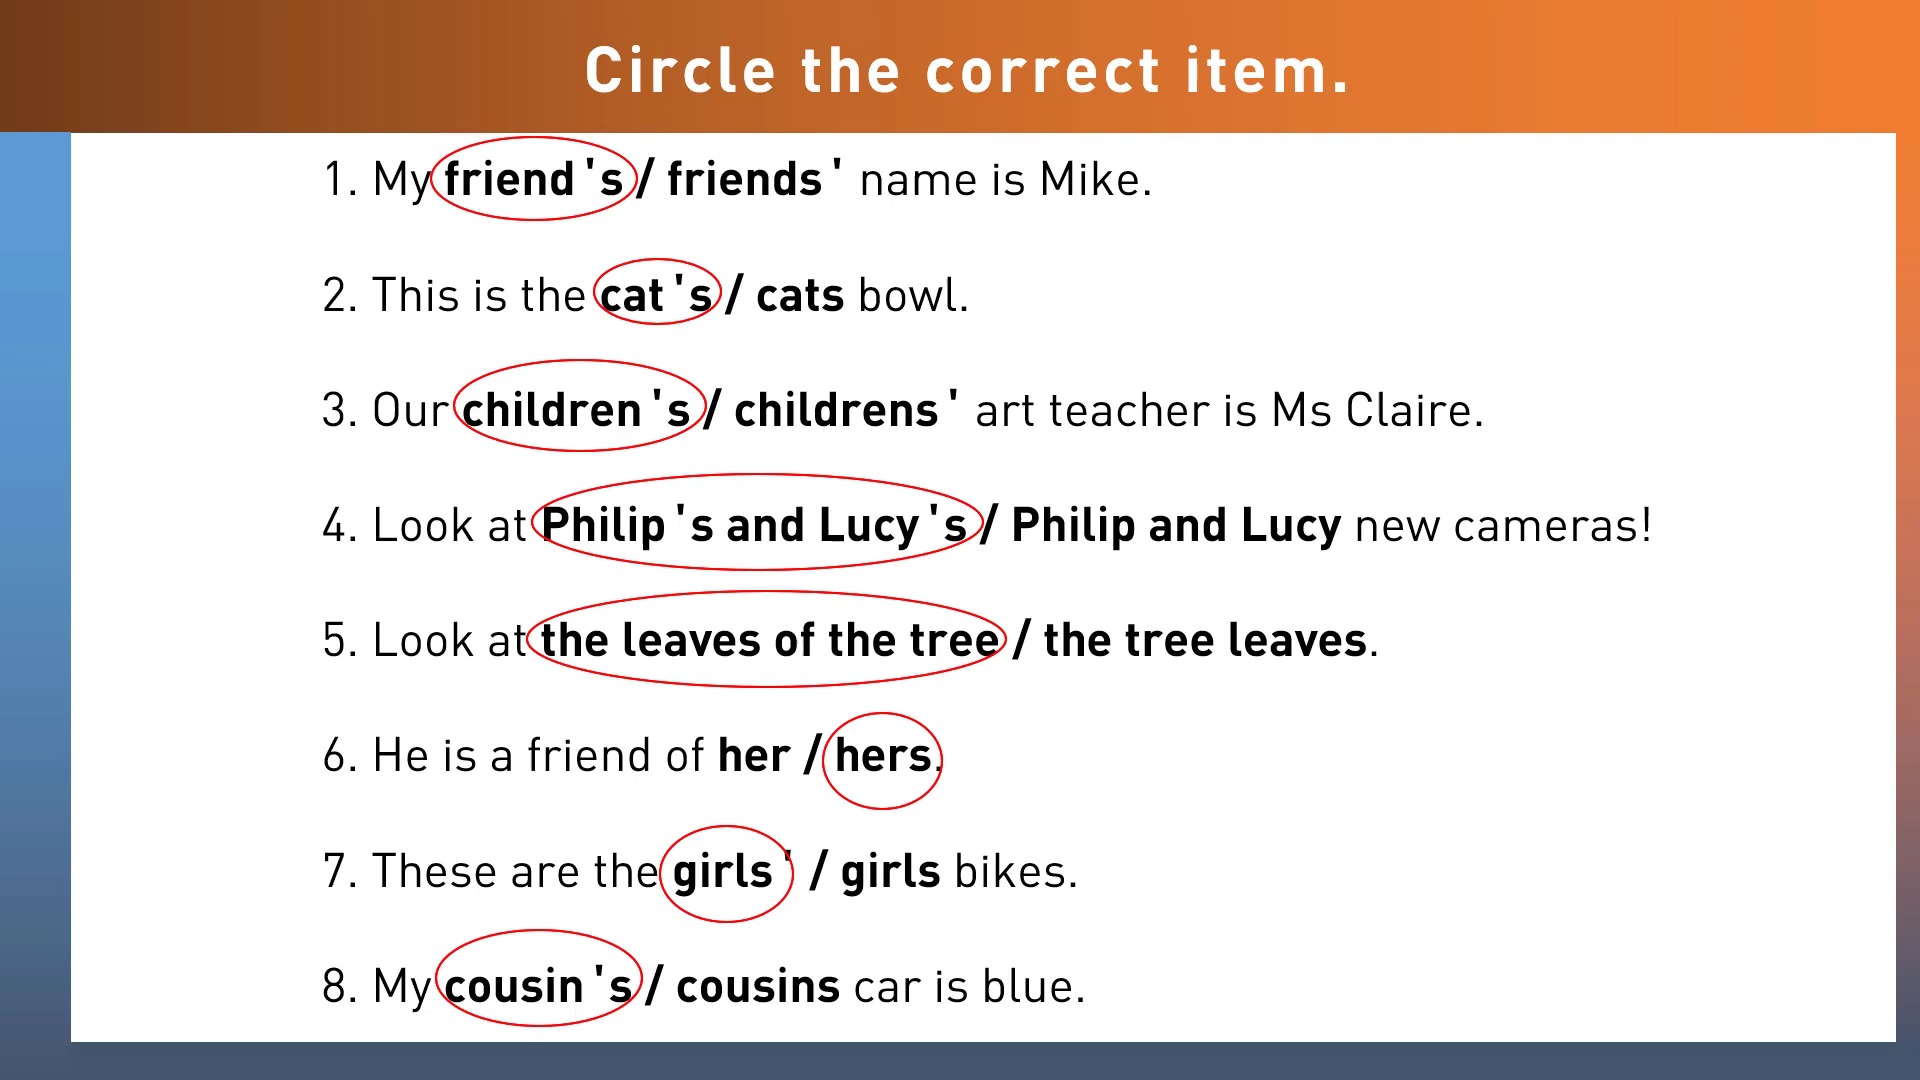 Circle the correct item.
1. My friend's / friends' name is Mike.
2. This is the cat's / cats bowl.
3. Our children's / childrens' art teacher is Ms Claire.
4. Look at Philip's and Lucy's / Philip and Lucy new cameras!
5. Look at the leaves of the tree / the tree leaves.
6. He is a friend of her / hers.
7. These are the girls' / girls bikes.
8. My cousin's / cousins car is blue.